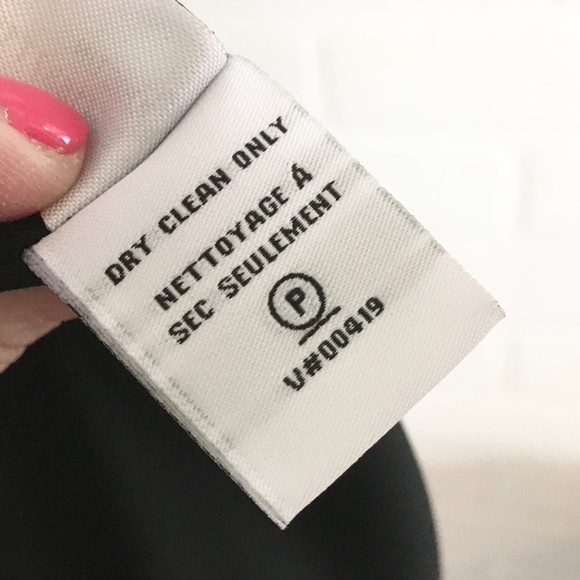 DRY CLEAN ONLY
NETTOYAGE Á
SEC SEULEMENT
P
V#00419